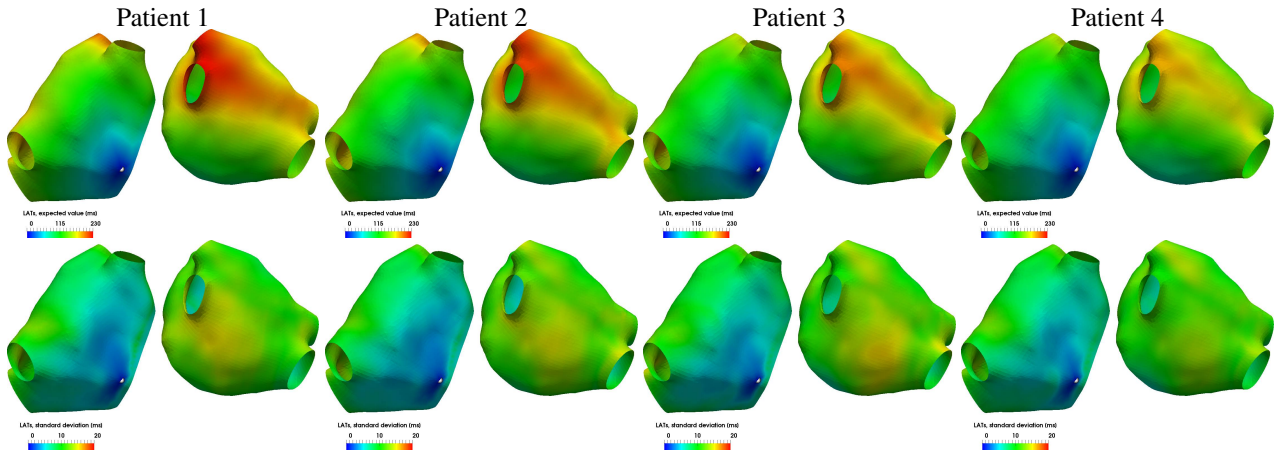 Patient 1 Patient 2 Patient 3 Patient 4
LATs, expected value (ms) LATs, expected value (ms) LATs, expected value (ms) LATs, expected value (ms)
0 115 230 0 115 230 0 115 230 0 115 230
LATs, standard deviation (ms) LATs, standard deviation (ms) LATs, standard deviation (ms) LATs, standard deviation (ms)
0 10 20 0 10 20 0 10 20 0 10 20